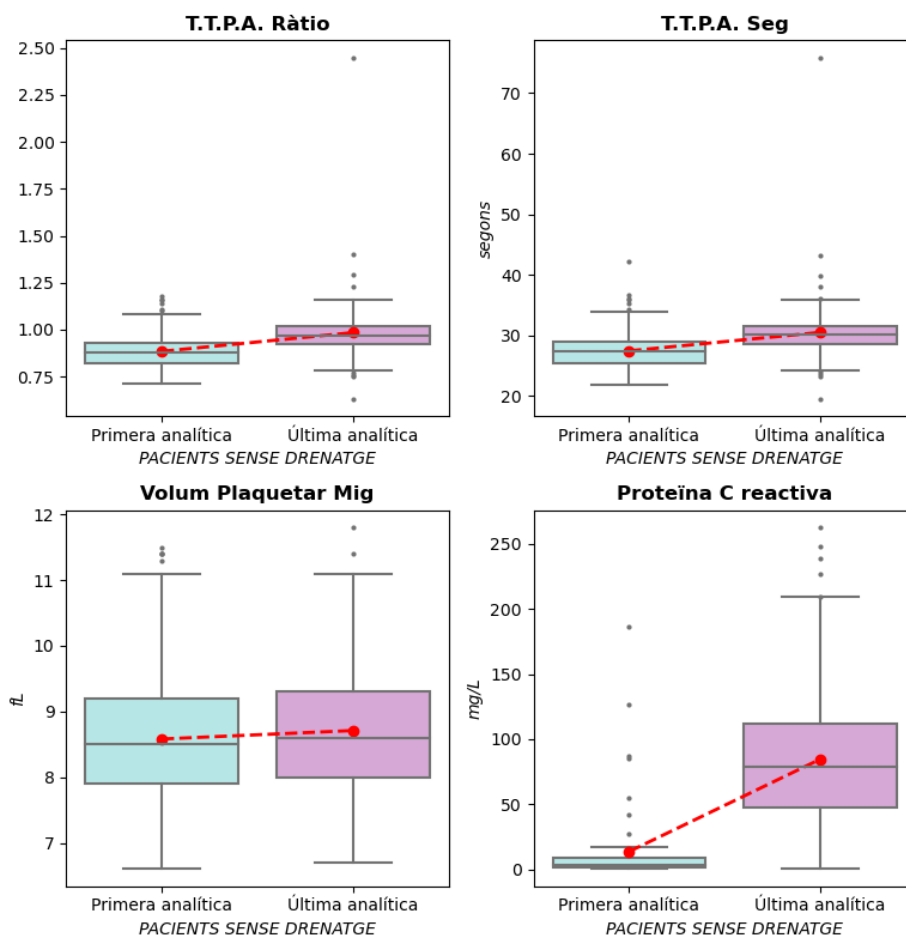 T.T.P.A. Ràtio
2.50
2.25
2.00
1.75
1.50
1.25
1.00
0.75
Primera analítica
Última analítica
PACIENTS SENSE DRENATGE
T.T.P.A. Seg
segons
70
60
50
40
30
20
Primera analítica
Última analítica
PACIENTS SENSE DRENATGE
Volum Plaquetar Mig
fL
12
11
10
9
8
7
Primera analítica
Última analítica
PACIENTS SENSE DRENATGE
Proteïna C reactiva
mg/L
250
200
150
100
50
0
Primera analítica
Última analítica
PACIENTS SENSE DRENATGE